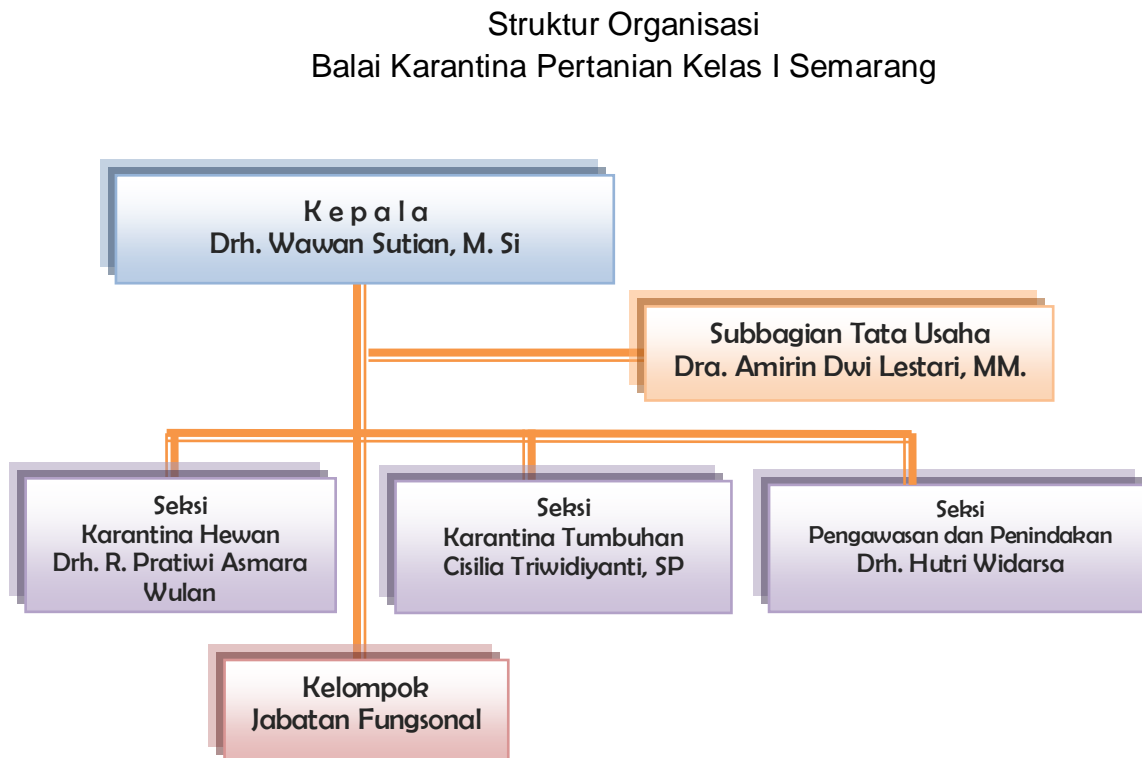 Struktur Organisasi
Balai Karantina Pertanian Kelas I Semarang
K e p a l a
Drh. Wawan Sutian, M. Si
Subbagian Tata Usaha
Dra. Amirin Dwi Lestari, MM.
Seksi
Karantina Hewan
Drh. R. Pratiwi Asmara
Wulan
Seksi
Karantina Tumbuhan
Cisilia Triwidiyanti, SP
Seksi
Pengawasan dan Penindakan
Drh. Hutri Widarsa
Kelompok
Jabatan Fungsonal